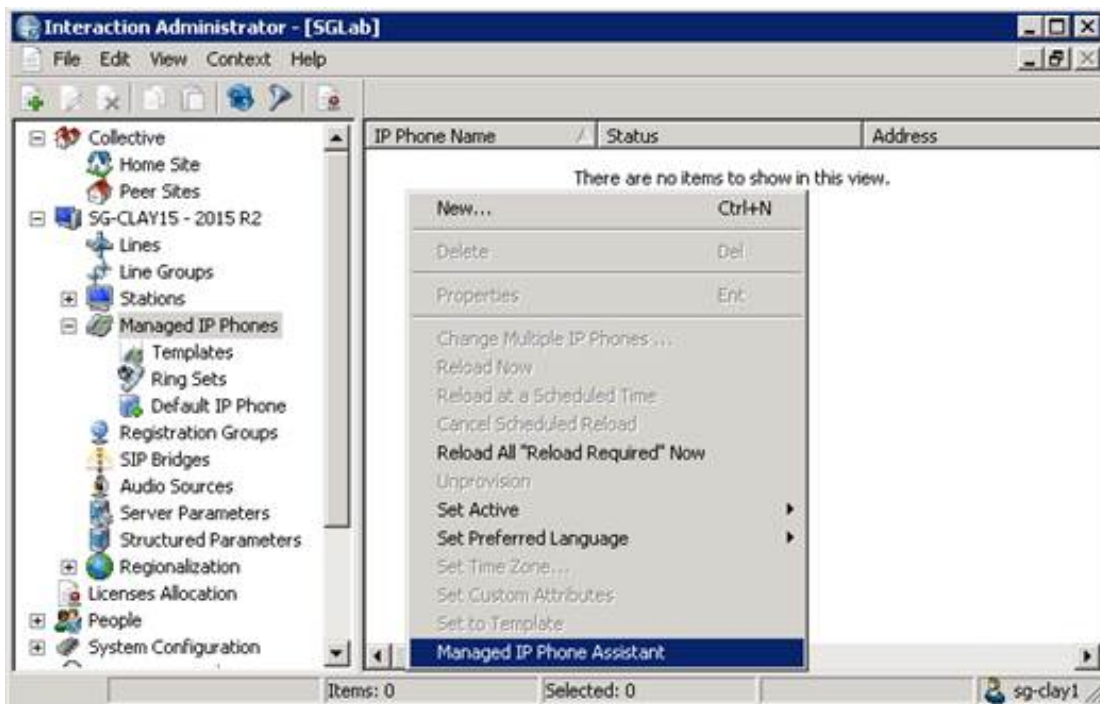 Interaction Administrator - [SGLab]
File Edit View Context Help
Collective
Home Site
Peer Sites
SG-CLAY15 - 2015 R2
Lines
Line Groups
Stations
Managed IP Phones
Templates
Ring Sets
Default IP Phone
Registration Groups
SIP Bridges
Audio Sources
Server Parameters
Structured Parameters
Regionalization
Licenses Allocation
People
System Configuration
IP Phone Name Status Address
There are no items to show in this view.
New... Ctrl+N
Delete Del
Properties Ent
Change Multiple IP Phones ...
Reload Now
Reload at a Scheduled Time
Cancel Scheduled Reload
Reload All "Reload Required" Now
Unprovision
Set Active
Set Preferred Language
Set Time Zone...
Set Custom Attributes
Set to Template
Managed IP Phone Assistant
Items: 0 Selected: 0 sg-clay1